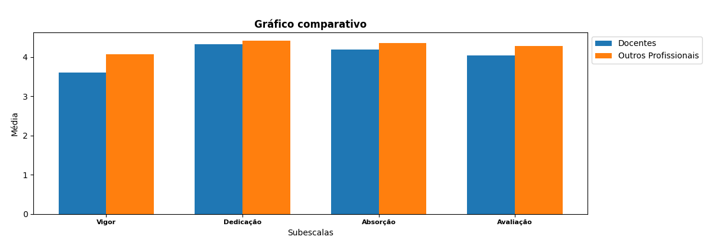 Gráfico comparativo
Docentes
Outros Profissionais
Média
4
3
2
1
0
Vigor
Dedicação
Absorção
Avaliação
Subescalas